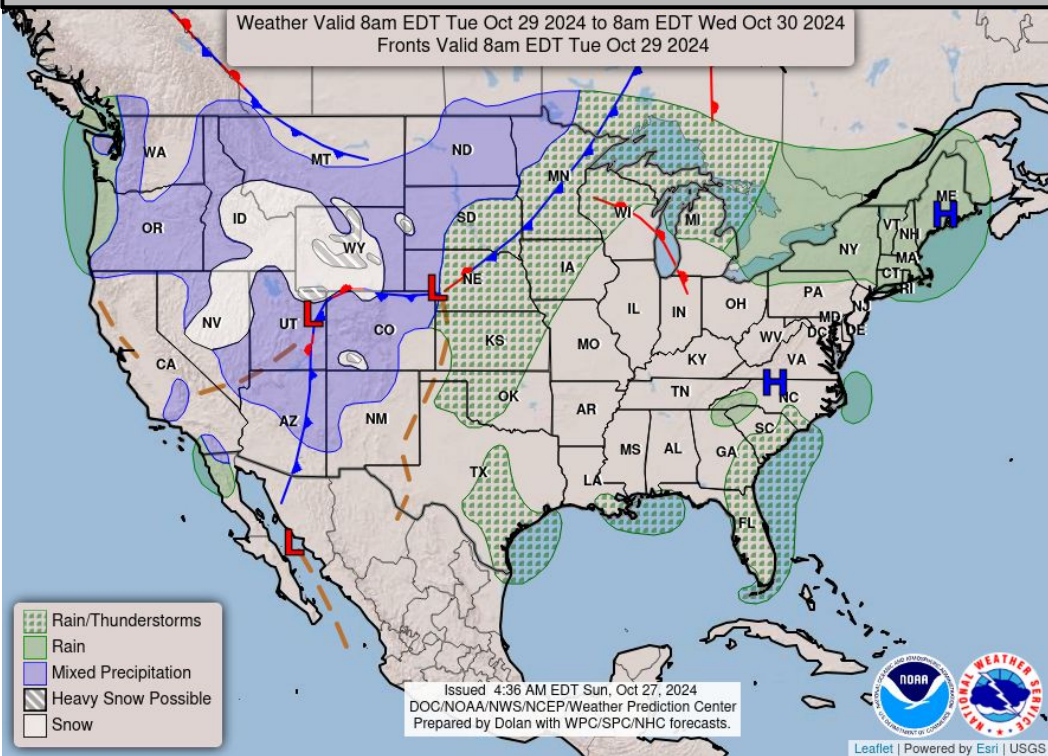 Weather Valid 8am EDT Tue Oct 29 2024 to 8am EDT Wed Oct 30 2024
Fronts Valid 8am EDT Tue Oct 29 2024
WA
MT
ND
MN
ME
OR
ID
WY
SD
WI
MI
VT
NH
NY
MA
CT
RI
H
NE
IA
L
L
NV
UT
CO
KS
MO
IL
IN
OH
PA
NJ
MD
DE
DC
WV
VA
KY
CA
AZ
NM
OK
AR
TN
H
NC
SC
MS
AL
GA
TX
LA
FL
L
Rain/Thunderstorms
Rain
Mixed Precipitation
Heavy Snow Possible
Snow
Issued 4:36 AM EDT Sun, Oct 27, 2024
DOC/NOAA/NWS/NCEP/Weather Prediction Center
Prepared by Dolan with WPC/SPC/NHC forecasts.
NOAA
NATIONAL WEATHER SERVICE
Leaflet | Powered by Esri | USGS